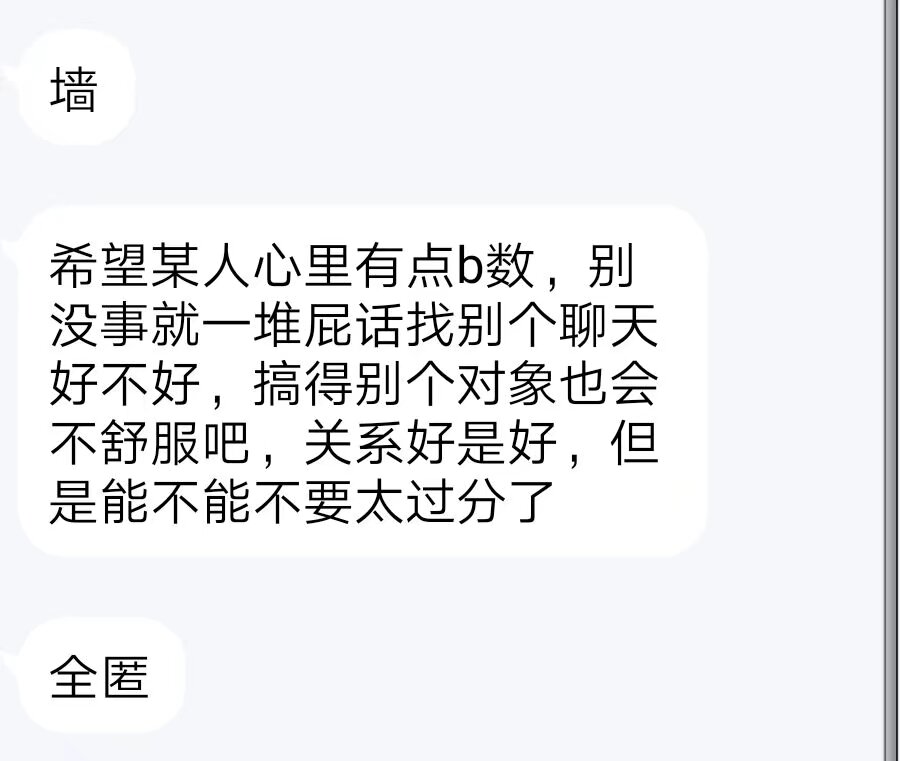 墙
希望某人心里有点b数，别
没事就一堆屁话找别个聊天
好不好，搞得别个对象也会
不舒服吧，关系好是好，但
是能不能不要太过分了
全匿